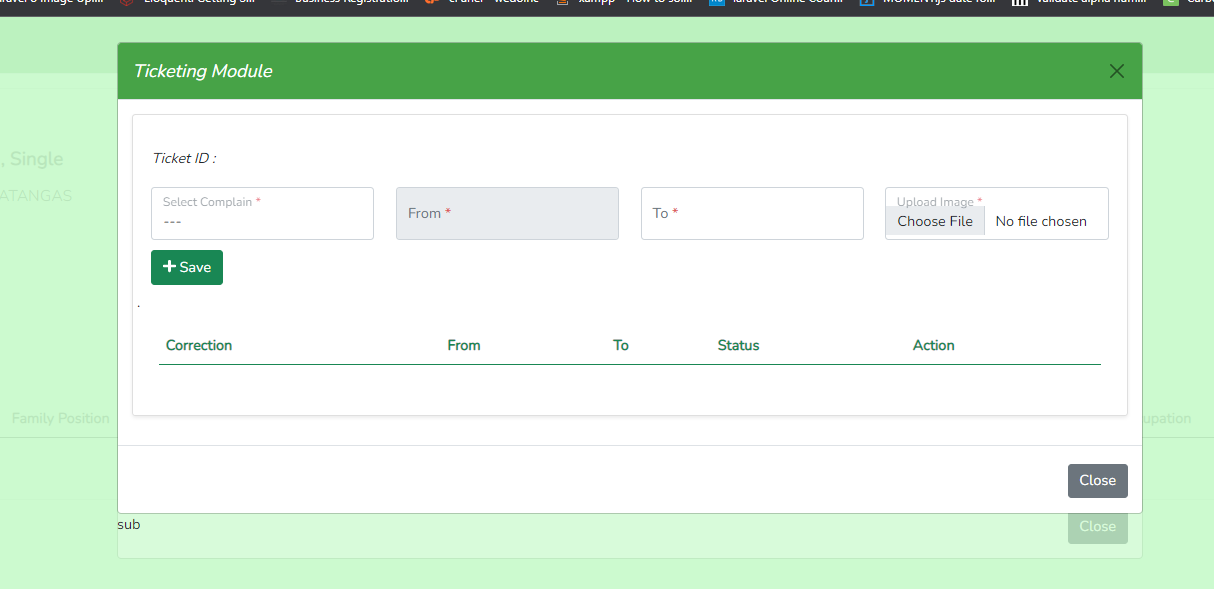 Ticketing Module
, Single
ATANGAS
Ticket ID :
Select Complain *
---
From *
To *
Upload Image *
Choose File No file chosen
+ Save
.
Correction From To Status Action
Family Position
upation
Close
sub
Close